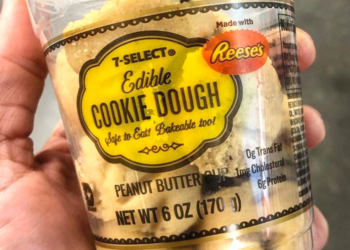 Made with
REESE'S
7-SELECT®
Edible
COOKIE DOUGH
Safe to Eat! Bakeable too!
0g Trans Fat
1mg Cholesterol
6g Protein
PEANUT BUTTER CUP
NET WT 6 OZ (170g)